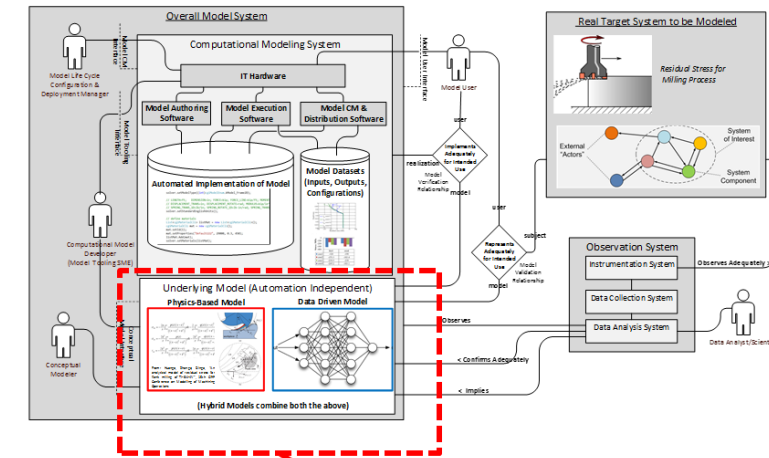 Overall Model System
Computational Modeling System
IT Hardware
Model Authoring
Software
Model Execution
Software
Model CM &
Distribution Software
Automated Implementation of Model
Model Datasets
(Inputs, Outputs,
Configurations)
Model Life Cycle
Configuration &
Deployment Manager
Model CM
Interface
Model Tooling
Interface
Computational Model
Developer
(Model Tooling SME)
Conceptual
Modeler
Conceptual
Underlying Model (Automation Independent)
Physics-Based Model
Data Driven Model
(Hybrid Models combine both the above)
Model User Interface
Model User
user
Implements
Adequately
for Intended
Use
realization
Model
Verification
Relationship
model
user
Represents
Adequately
for Intended
Use
subject
Model
Validation
Relationship
model
Observes
< Confirms Adequately
< Implies
Real Target System to be Modeled
Residual Stress for
Milling Process
External
"Actors"
System
of Interest
System
Component
Observation System
Instrumentation System
Data Collection System
Data Analysis System
Observes Adequately
Data Analyst/Scient